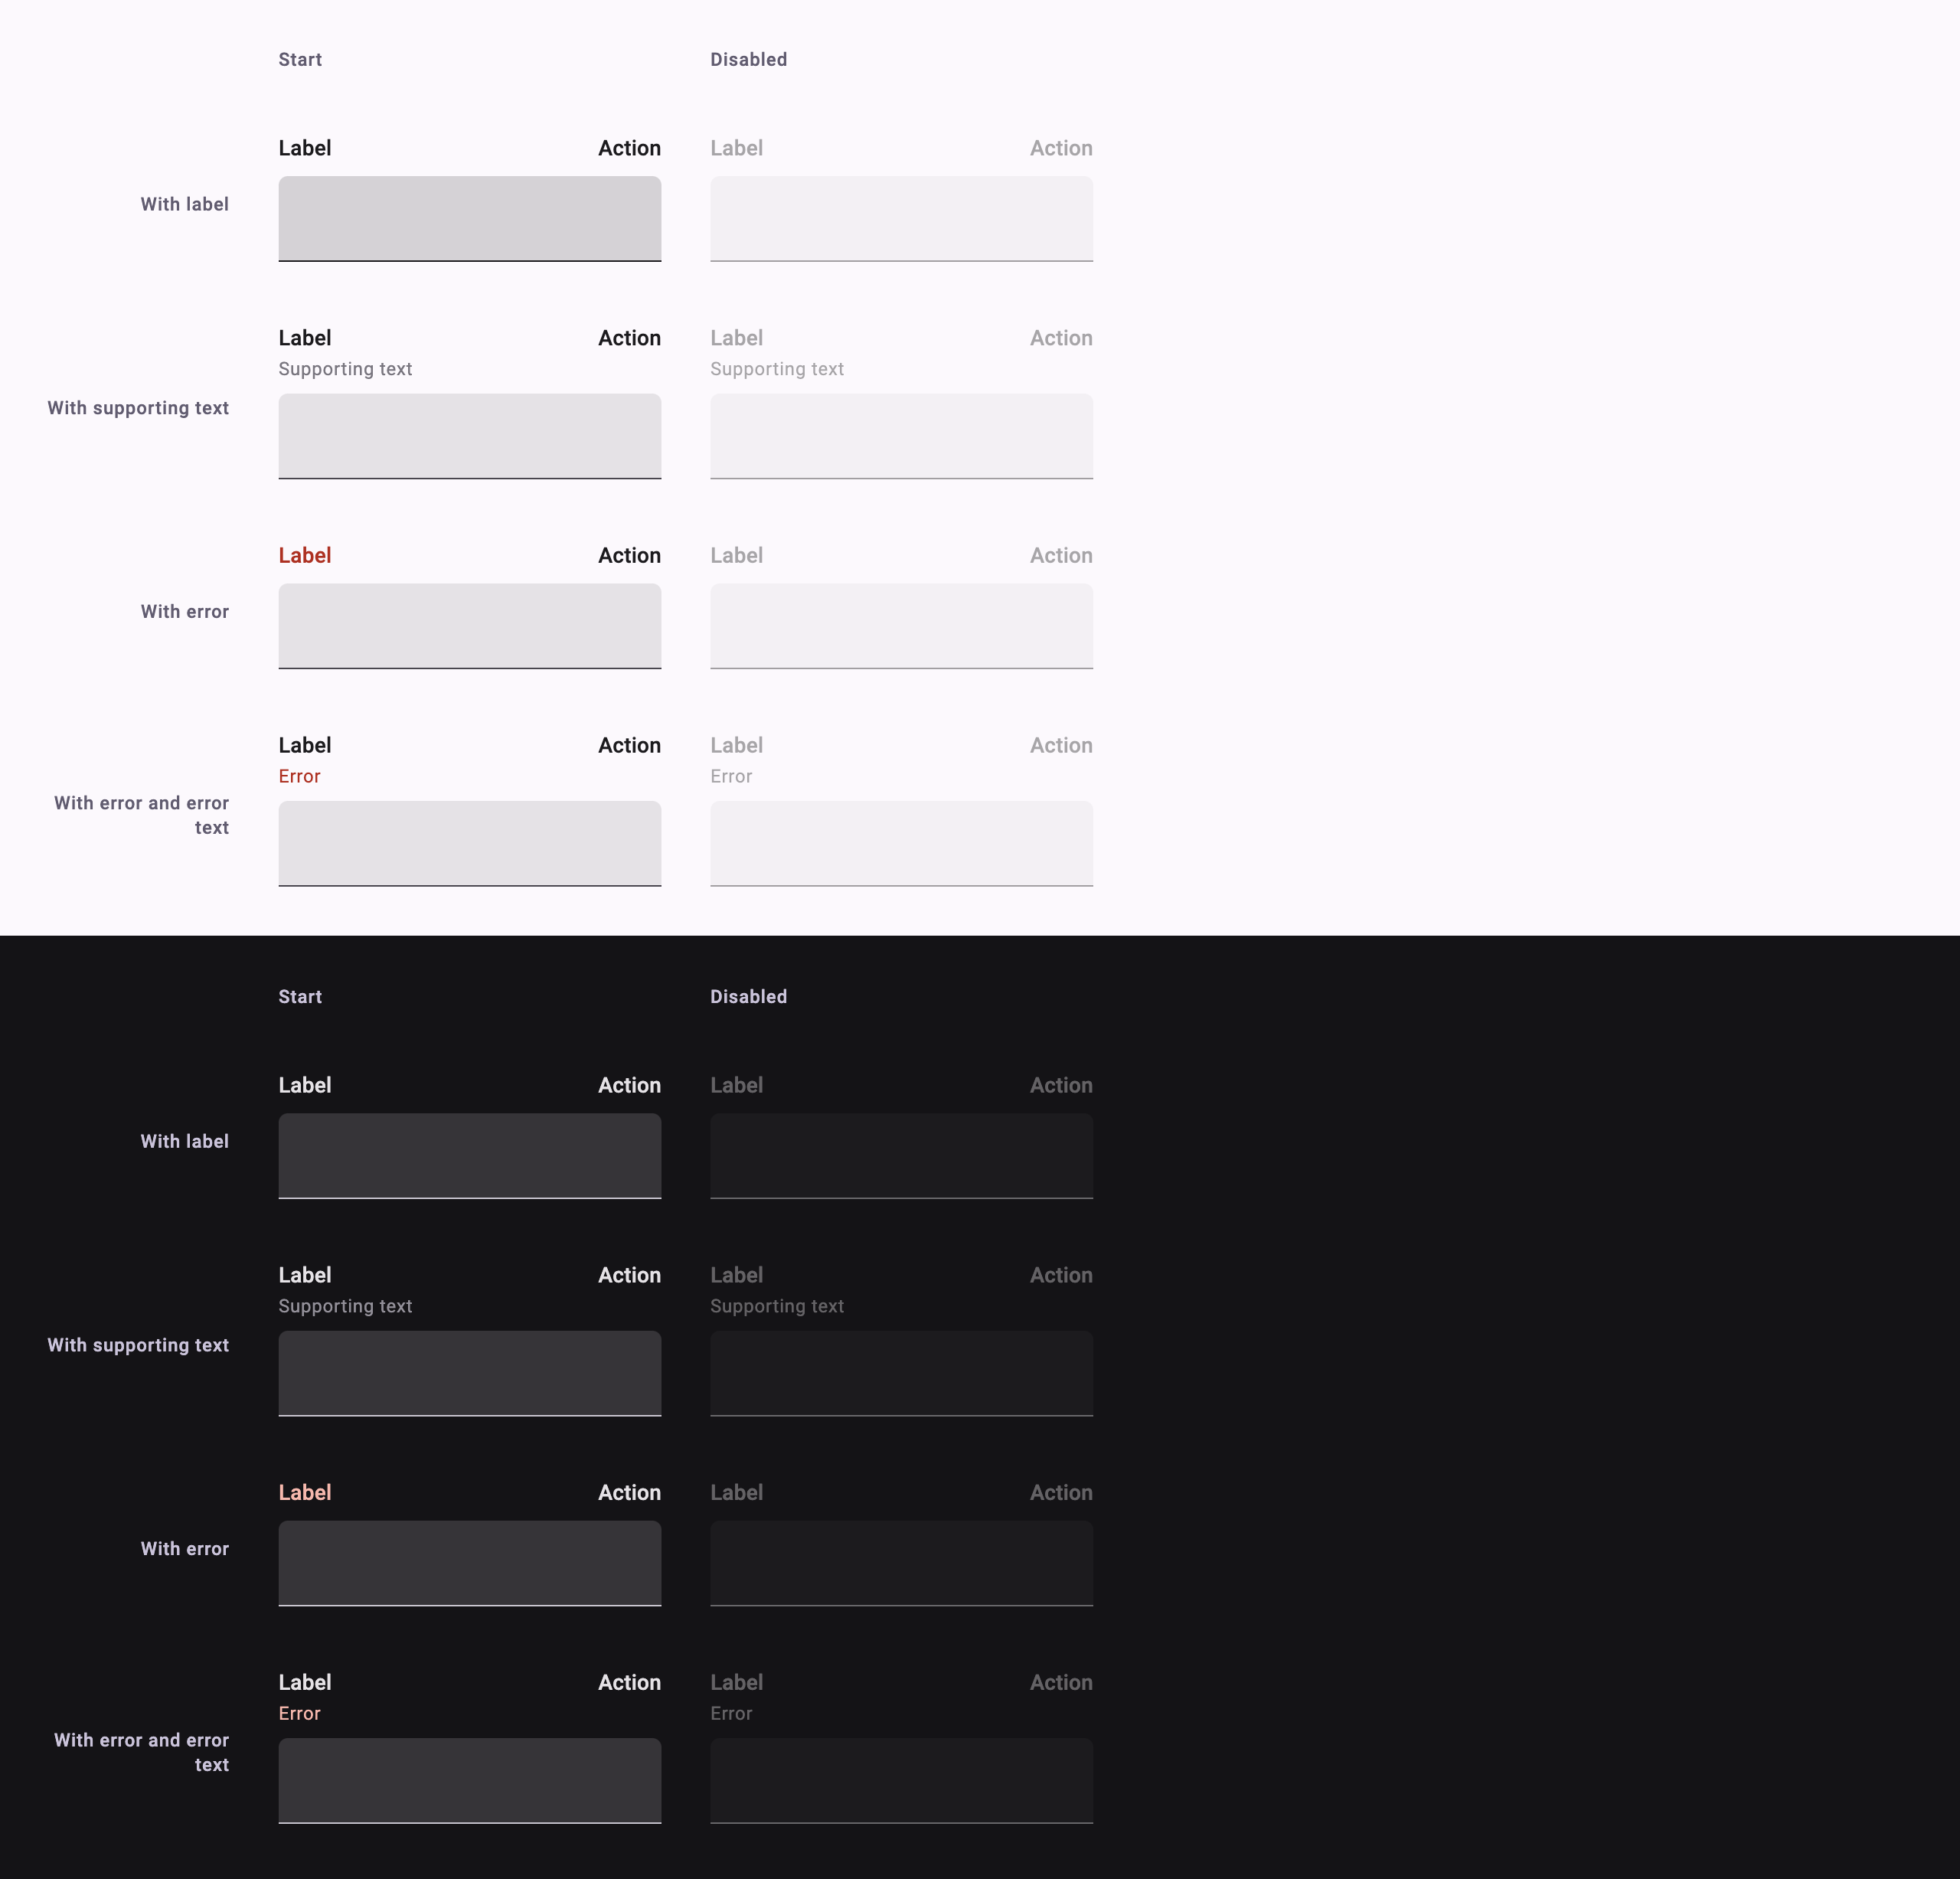 Start Disabled
Label Action Label Action
With label
Label Action Label Action
Supporting text Supporting text
With supporting text
Label Action Label Action
With error
Label Action Label Action
Error Error
With error and error
text
Start Disabled
Label Action Label Action
With label
Label Action Label Action
Supporting text Supporting text
With supporting text
Label Action Label Action
With error
Label Action Label Action
Error Error
With error and error
text